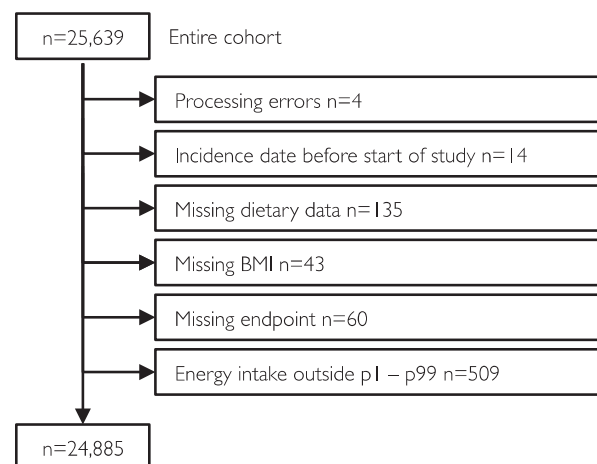 n=25,639 Entire cohort
Processing errors n=4
Incidence date before start of study n=14
Missing dietary data n=135
Missing BMI n=43
Missing endpoint n=60
Energy intake outside p1 – p99 n=509
n=24,885